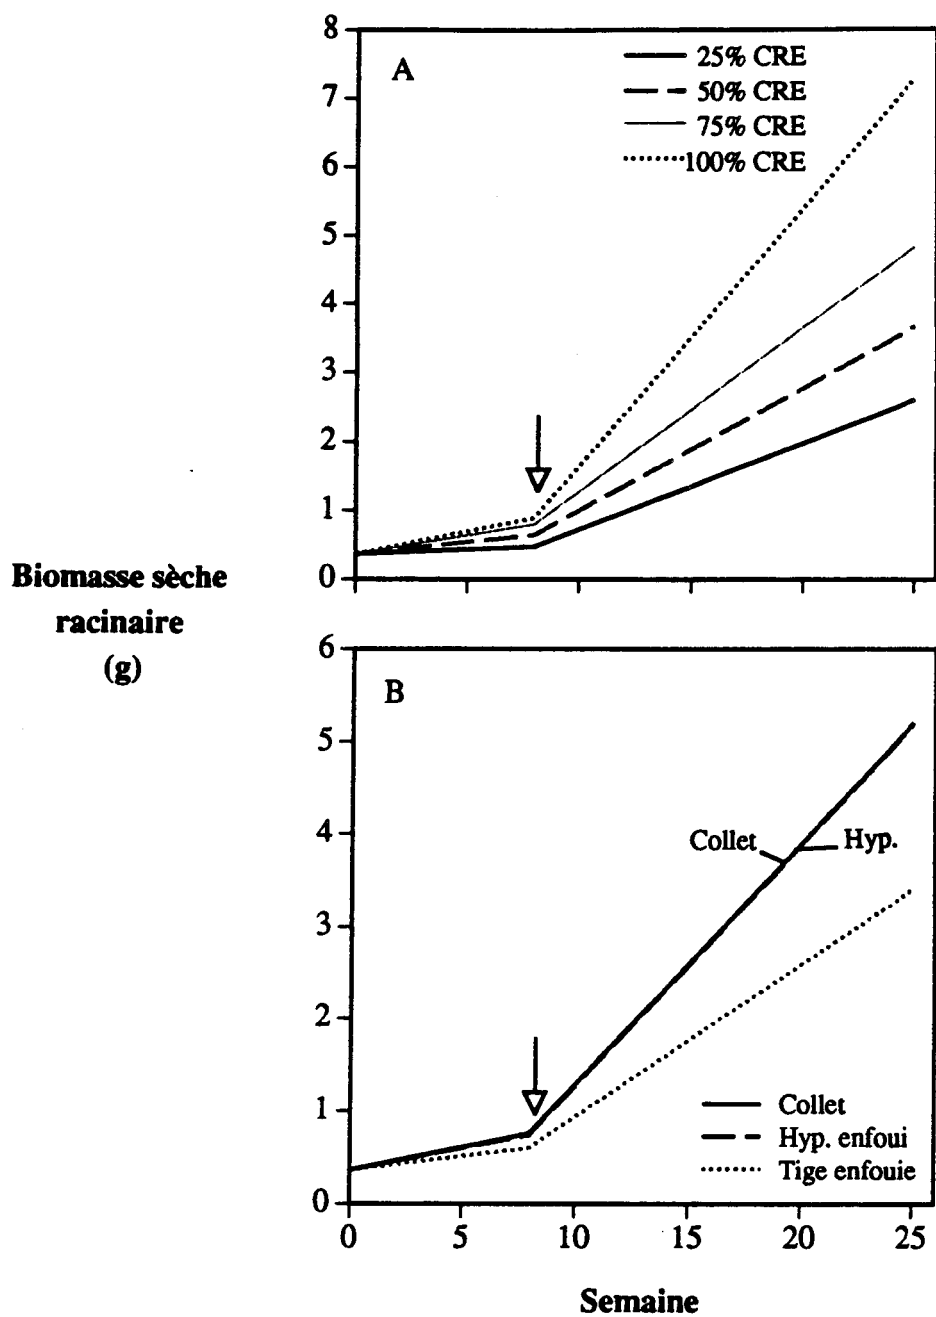 8
A
25% CRE
50% CRE
7
75% CRE
100% CRE
6
5
4
3
2
1
0
Biomasse sèche
racinaire
(g)
6
B
5
4
Collet
Hyp.
3
2
1
Collet
Hyp. enfoui
Tige enfouie
0
0 5 10 15 20 25
Semaine